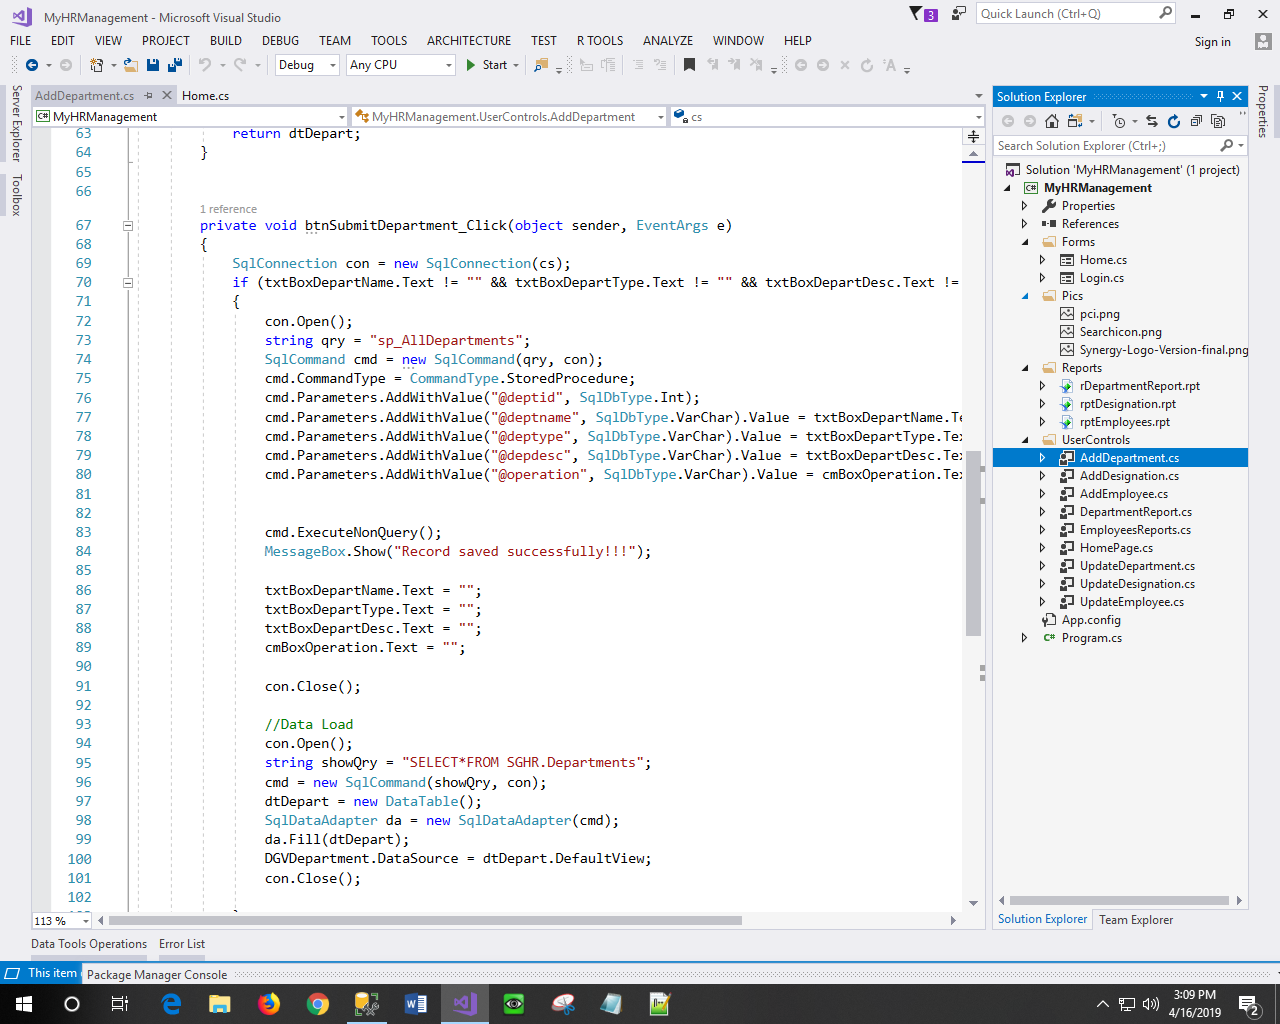 MyHRManagement - Microsoft Visual Studio
3
Quick Launch (Ctrl+Q)
FILE EDIT VIEW PROJECT BUILD DEBUG TEAM TOOLS ARCHITECTURE TEST R TOOLS ANALYZE WINDOW HELP
Sign in
Debug Any CPU Start
Server Explorer
Toolbox
AddDepartment.cs Home.cs
MyHRManagement MyHRManagement.UserControls.AddDepartment cs
63 return dtDepart;
64 }
65
66
1 reference
67 private void btnSubmitDepartment_Click(object sender, EventArgs e)
68 {
69 SqlConnection con = new SqlConnection(cs);
70 if (txtBoxDepartName.Text != "" && txtBoxDepartType.Text != "" && txtBoxDepartDesc.Text !=
71 {
72 con.Open();
73 string qry = "sp_AllDepartments";
74 SqlCommand cmd = new SqlCommand(qry, con);
75 cmd.CommandType = CommandType.StoredProcedure;
76 cmd.Parameters.AddWithValue("@deptid", SqlDbType.Int);
77 cmd.Parameters.AddWithValue("@deptname", SqlDbType.VarChar).Value = txtBoxDepartName.Te
78 cmd.Parameters.AddWithValue("@deptype", SqlDbType.VarChar).Value = txtBoxDepartType.Tex
79 cmd.Parameters.AddWithValue("@depdesc", SqlDbType.VarChar).Value = txtBoxDepartDesc.Tex
80 cmd.Parameters.AddWithValue("@operation", SqlDbType.VarChar).Value = cmBoxOperation.Tex
81
82
83 cmd.ExecuteNonQuery();
84 MessageBox.Show("Record saved successfully!!!");
85
86 txtBoxDepartName.Text = "";
87 txtBoxDepartType.Text = "";
88 txtBoxDepartDesc.Text = "";
89 cmBoxOperation.Text = "";
90
91 con.Close();
92
93 //Data Load
94 con.Open();
95 string showQry = "SELECT*FROM SGHR.Departments";
96 cmd = new SqlCommand(showQry, con);
97 dtDepart = new DataTable();
98 SqlDataAdapter da = new SqlDataAdapter(cmd);
99 da.Fill(dtDepart);
100 DGVDepartment.DataSource = dtDepart.DefaultView;
101 con.Close();
102
113 %
Solution Explorer
Search Solution Explorer (Ctrl+;)
Solution 'MyHRManagement' (1 project)
MyHRManagement
Properties
References
Forms
Home.cs
Login.cs
Pics
pci.png
Searchicon.png
Synergy-Logo-Version-final.png
Reports
rDepartmentReport.rpt
rptDesignation.rpt
rptEmployees.rpt
UserControls
AddDepartment.cs
AddDesignation.cs
AddEmployee.cs
DepartmentReport.cs
EmployeesReports.cs
HomePage.cs
UpdateDepartment.cs
UpdateDesignation.cs
UpdateEmployee.cs
App.config
Program.cs
Solution Explorer Team Explorer
Properties
Data Tools Operations Error List
This item Package Manager Console
3:09 PM
4/16/2019
2